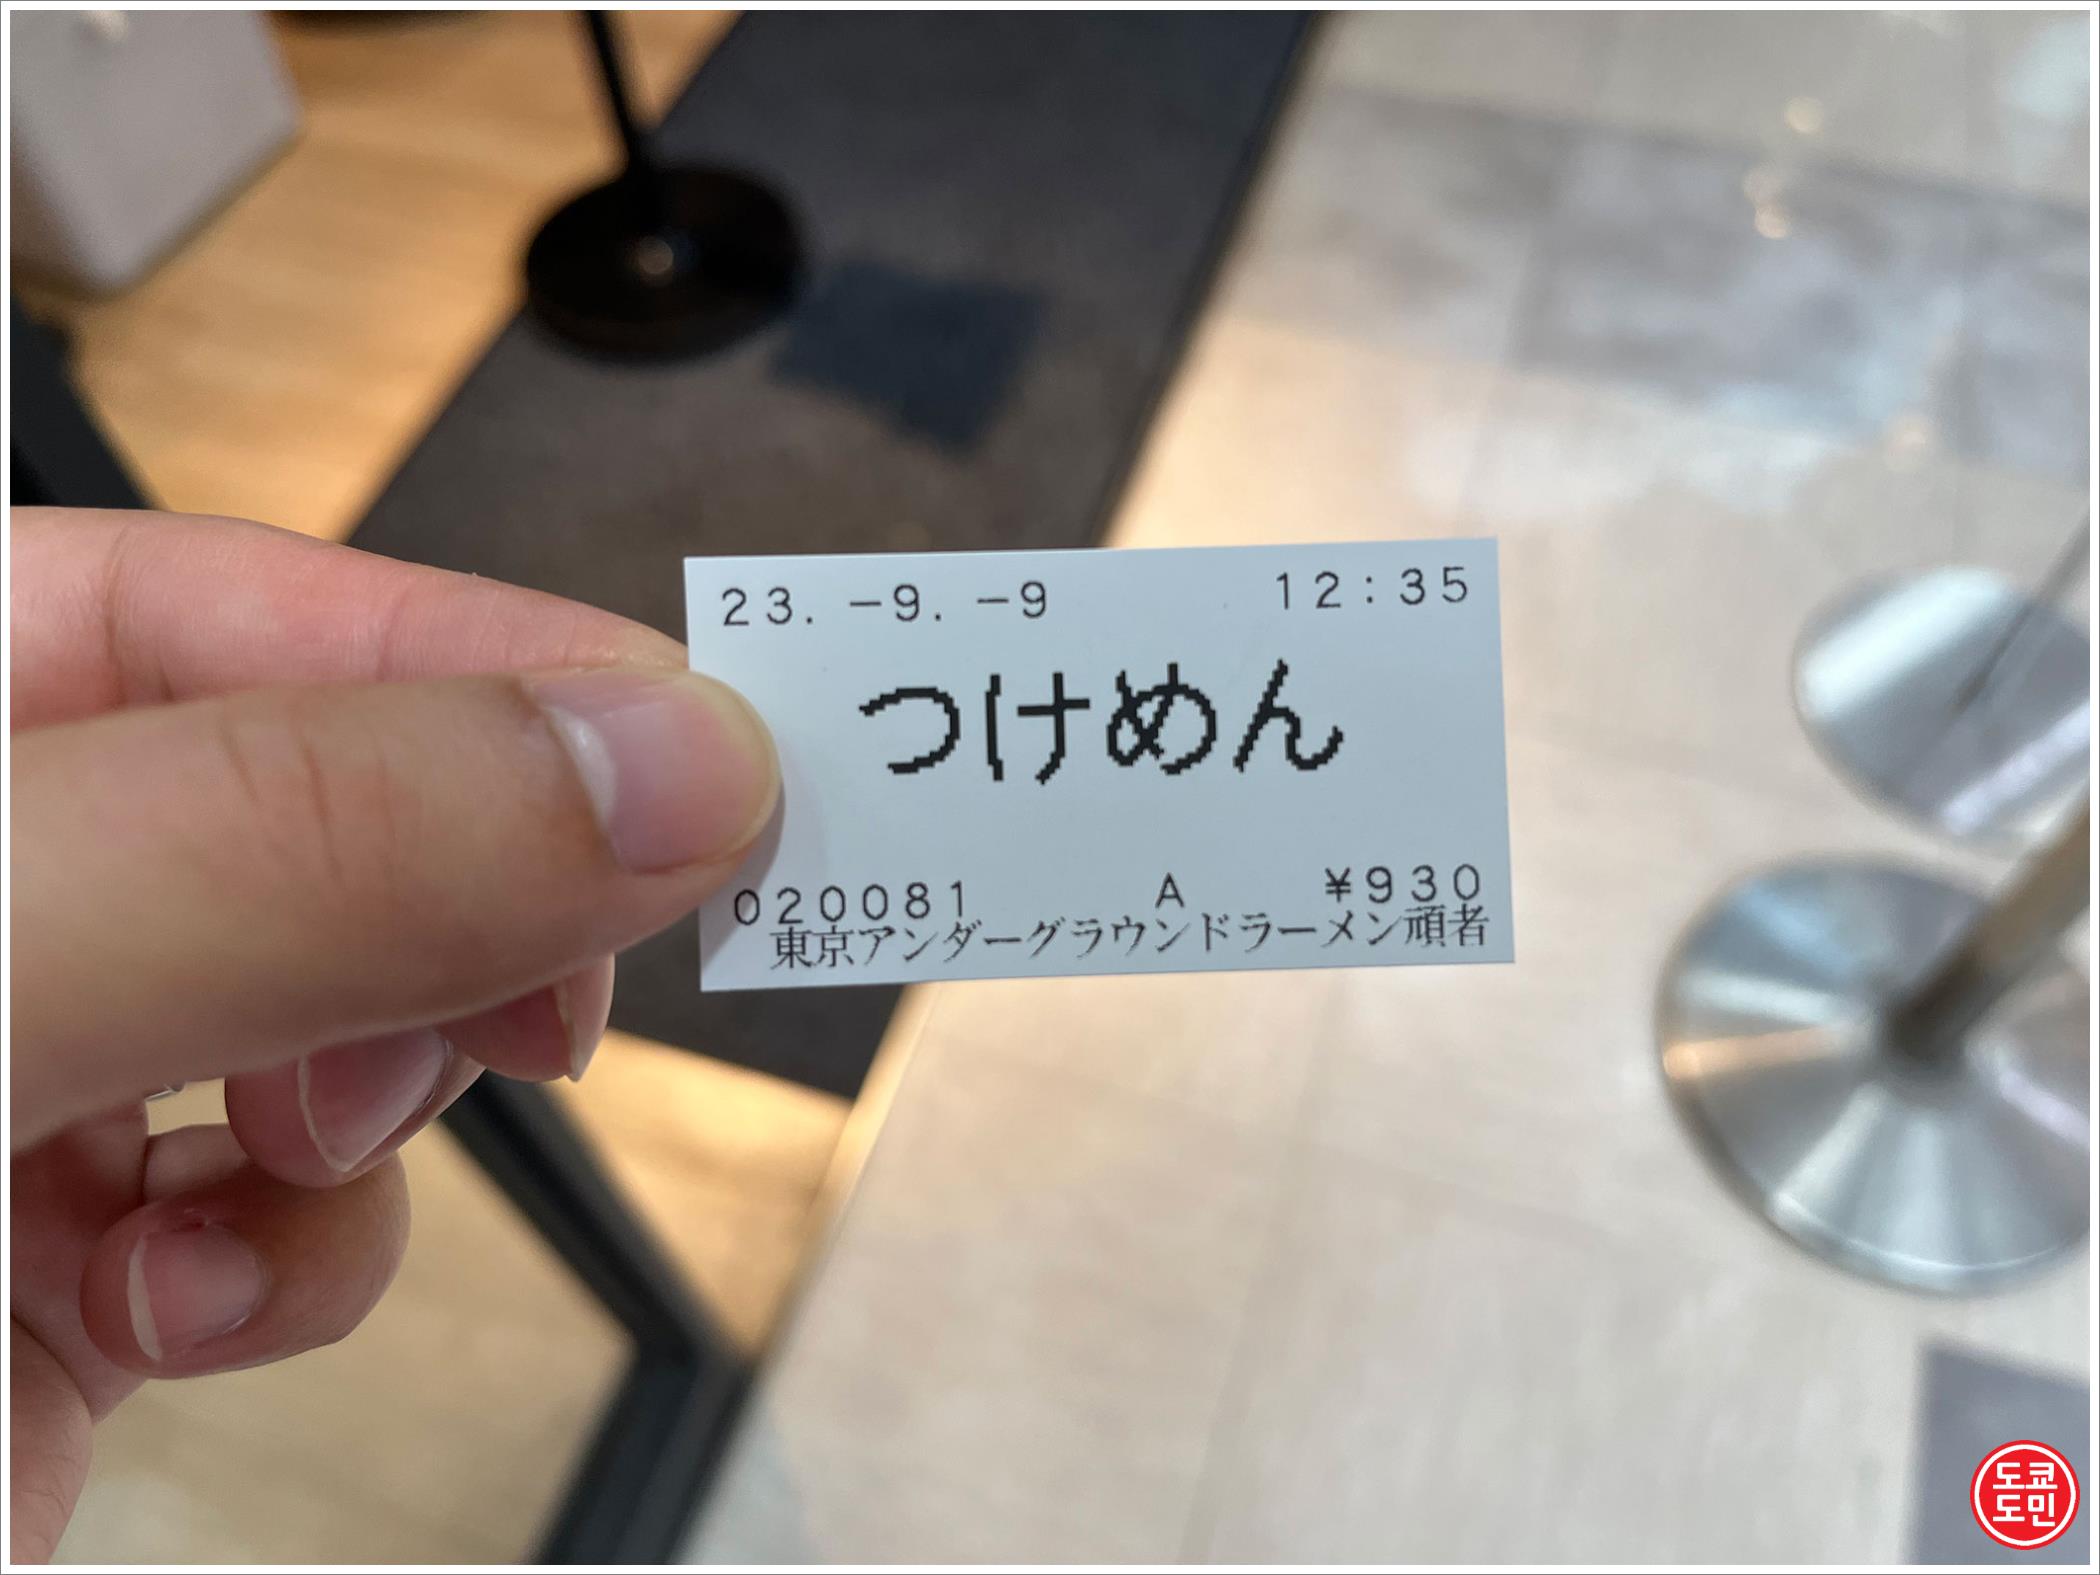 23. -9. -9 12:35
つけめん
020081 A ¥930
東京アンダーグラウンドラーメン頑者
도쿄
도민